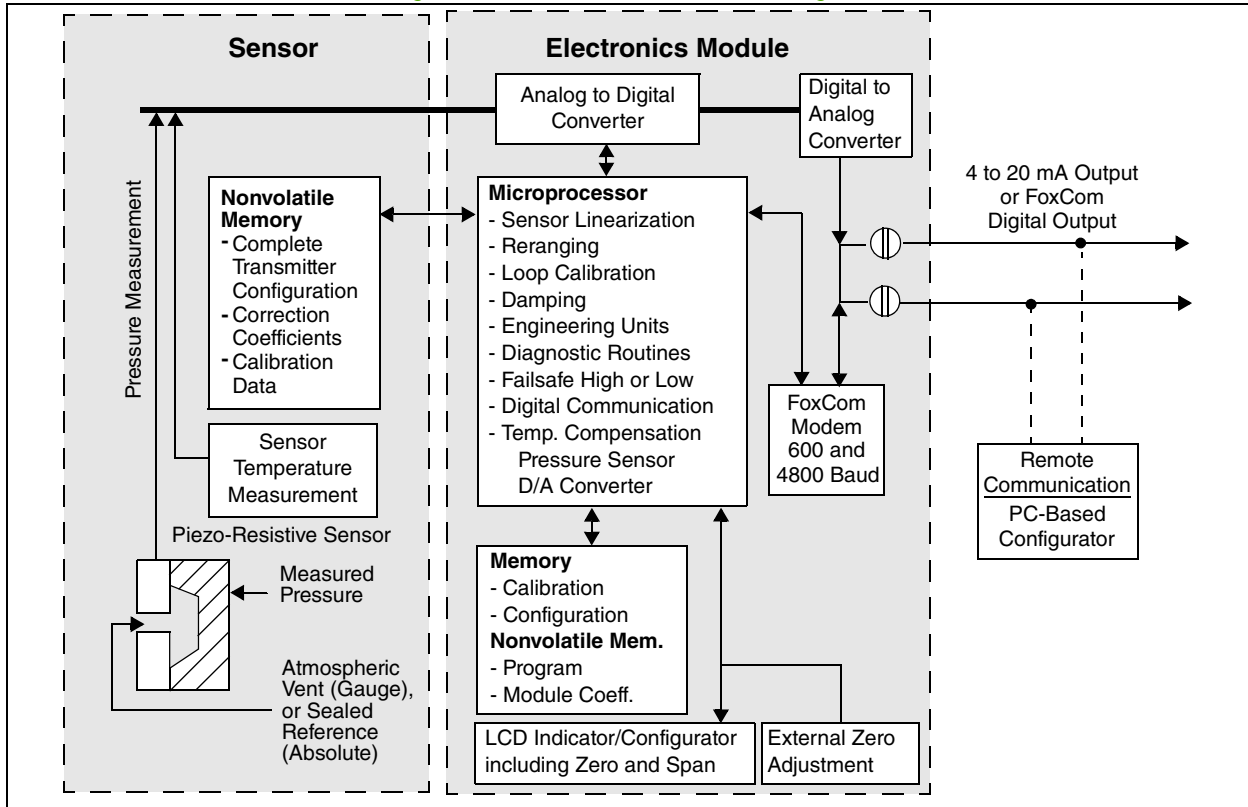 Sensor
Electronics Module
Analog to Digital
Converter
Digital to
Analog
Converter
4 to 20 mA Output
or FoxCom
Digital Output
Pressure Measurement
Nonvolatile
Memory
- Complete
Transmitter
Configuration
- Correction
Coefficients
- Calibration
Data
Microprocessor
- Sensor Linearization
- Reranging
- Loop Calibration
- Damping
- Engineering Units
- Diagnostic Routines
- Failsafe High or Low
- Digital Communication
- Temp. Compensation
Pressure Sensor
D/A Converter
FoxCom
Modem
600 and
4800 Baud
Remote
Communication
PC-Based
Configurator
Sensor
Temperature
Measurement
Piezo-Resistive Sensor
Measured
Pressure
Atmospheric
Vent (Gauge),
or Sealed
Reference
(Absolute)
Memory
- Calibration
- Configuration
Nonvolatile Mem.
- Program
- Module Coeff.
LCD Indicator/Configurator
including Zero and Span
External Zero
Adjustment